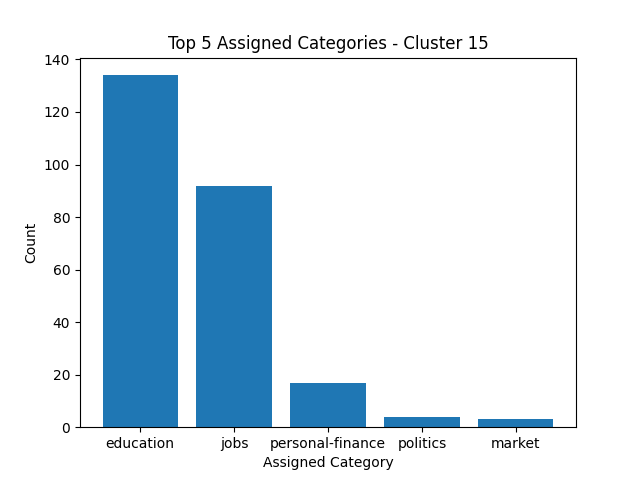 Top 5 Assigned Categories - Cluster 15
140
120
100
80
60
40
20
0
Count
education jobs personal-finance politics market
Assigned Category